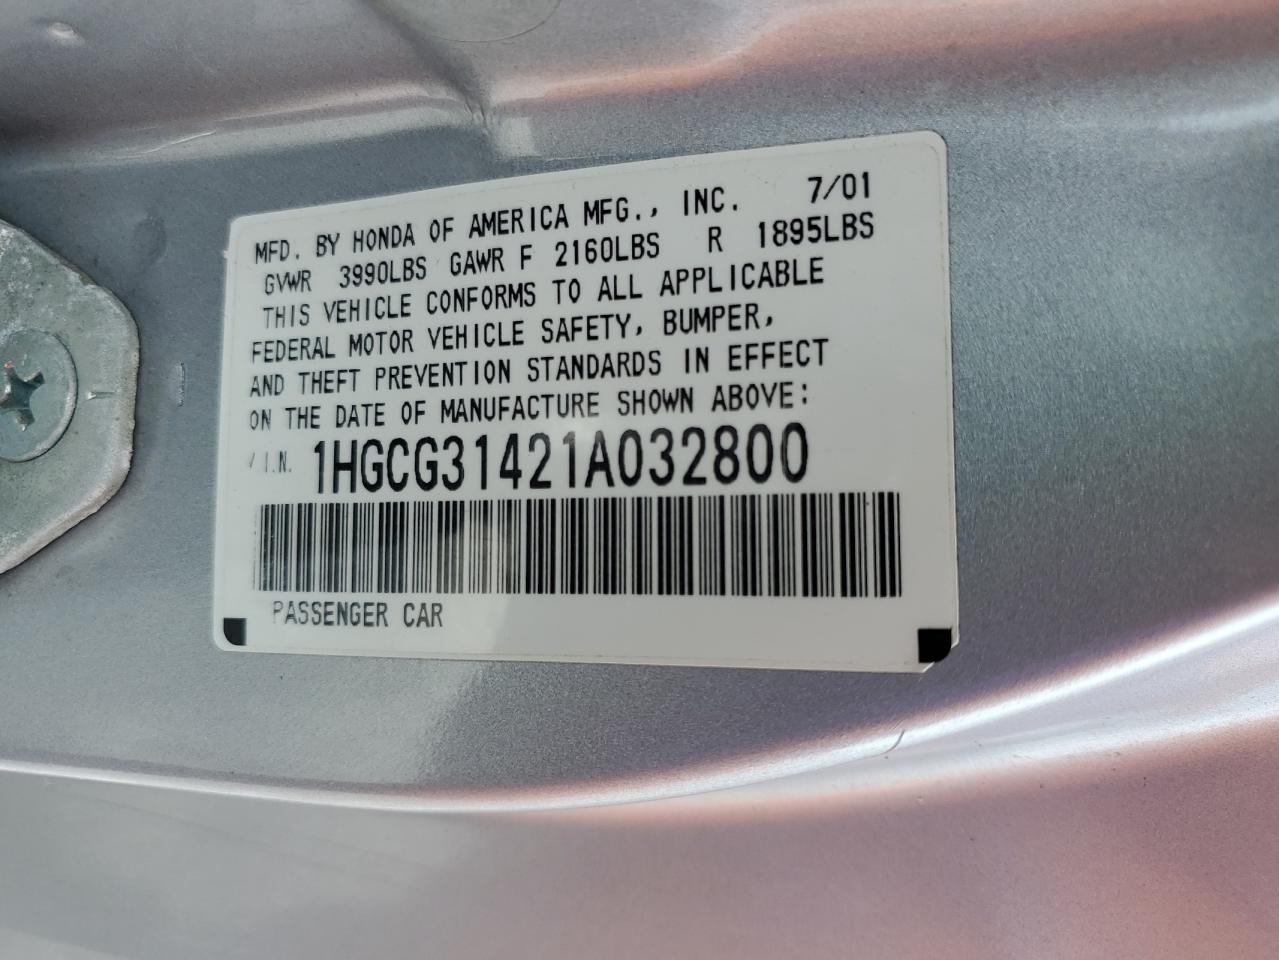 MFD. BY HONDA OF AMERICA MFG., INC. 7/01
GVWR 3990LBS GAWR F 2160LBS R 1895LBS
THIS VEHICLE CONFORMS TO ALL APPLICABLE
FEDERAL MOTOR VEHICLE SAFETY, BUMPER,
AND THEFT PREVENTION STANDARDS IN EFFECT
ON THE DATE OF MANUFACTURE SHOWN ABOVE:
V.I.N. 1HGCG31421A032800
PASSENGER CAR